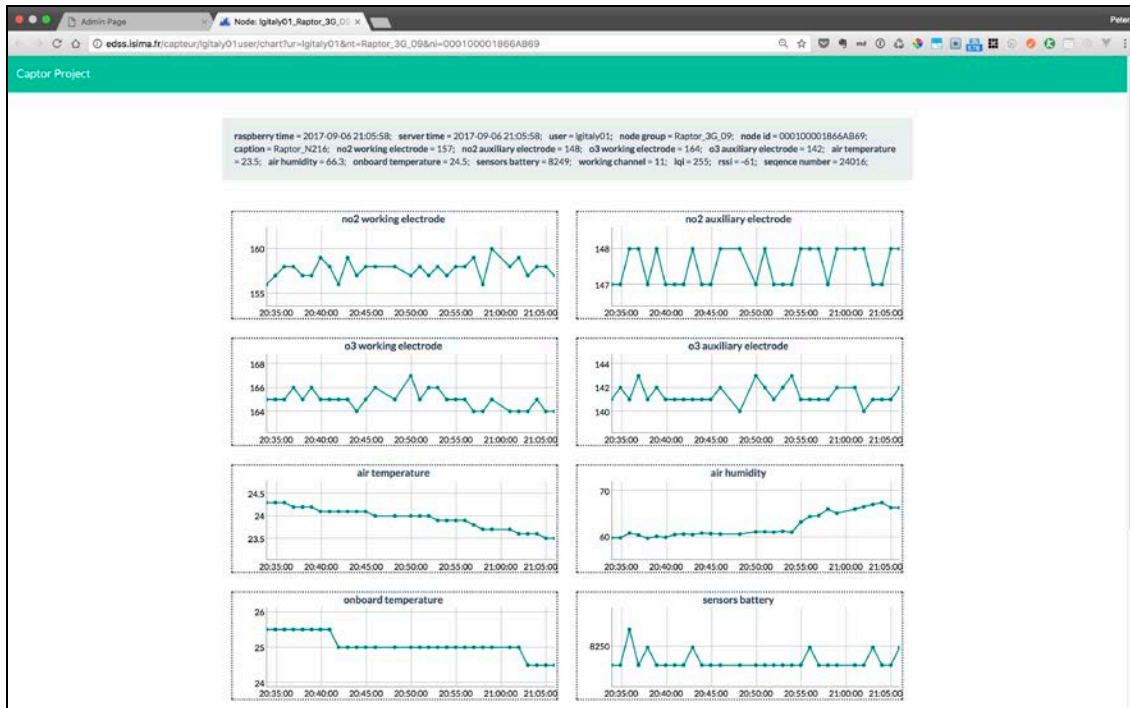 Admin Page
Node: lgitaly01_Raptor_3G_09
Peter
edss.isima.fr/capteur/lgitaly01user/chart?ur=lgitaly01&nt=Raptor_3G_09&ni=000100001866AB69
Captor Project
raspberry time = 2017-09-06 21:05:58; server time = 2017-09-06 21:05:58; user = lgitaly01; node group = Raptor_3G_09; node id = 000100001866AB69;
caption = Raptor_N216; no2 working electrode = 157; no2 auxiliary electrode = 148; o3 working electrode = 164; o3 auxiliary electrode = 142; air temperature
= 23.5; air humidity = 66.3; onboard temperature = 24.5; sensors battery = 8249; working channel = 11; lqi = 255; rssi = -61; seqence number = 24016;
no2 working electrode
160
155
20:35:00 20:40:00 20:45:00 20:50:00 20:55:00 21:00:00 21:05:00
no2 auxiliary electrode
148
147
20:35:00 20:40:00 20:45:00 20:50:00 20:55:00 21:00:00 21:05:00
o3 working electrode
168
166
164
20:35:00 20:40:00 20:45:00 20:50:00 20:55:00 21:00:00 21:05:00
o3 auxiliary electrode
144
142
140
20:35:00 20:40:00 20:45:00 20:50:00 20:55:00 21:00:00 21:05:00
air temperature
24.5
24
23.5
20:35:00 20:40:00 20:45:00 20:50:00 20:55:00 21:00:00 21:05:00
air humidity
70
60
20:35:00 20:40:00 20:45:00 20:50:00 20:55:00 21:00:00 21:05:00
onboard temperature
26
25
24
20:35:00 20:40:00 20:45:00 20:50:00 20:55:00 21:00:00 21:05:00
sensors battery
8250
20:35:00 20:40:00 20:45:00 20:50:00 20:55:00 21:00:00 21:05:00